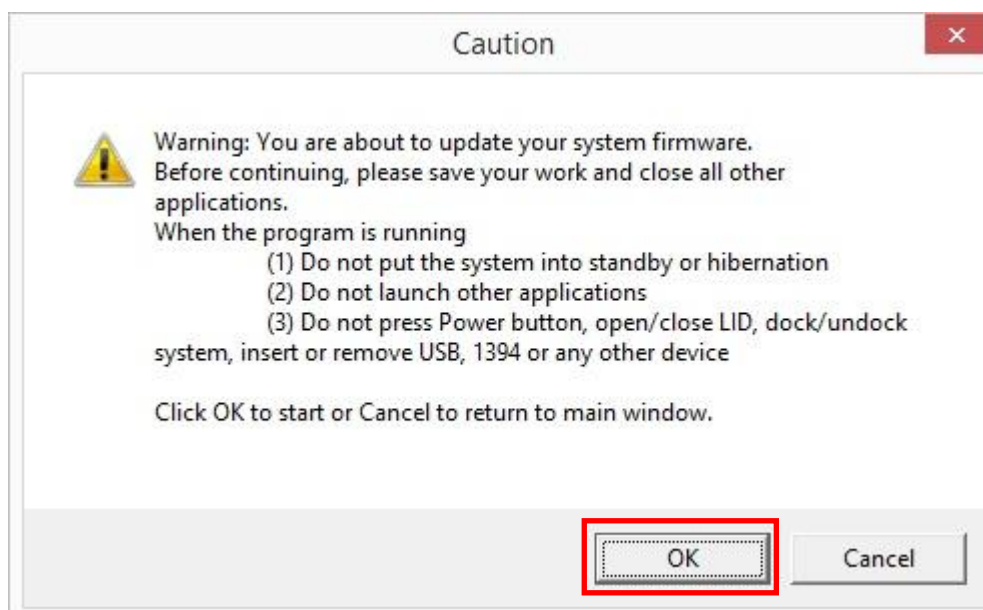 Caution
Warning: You are about to update your system firmware.
Before continuing, please save your work and close all other
applications.
When the program is running
(1) Do not put the system into standby or hibernation
(2) Do not launch other applications
(3) Do not press Power button, open/close LID, dock/undock
system, insert or remove USB, 1394 or any other device
Click OK to start or Cancel to return to main window.
OK
Cancel